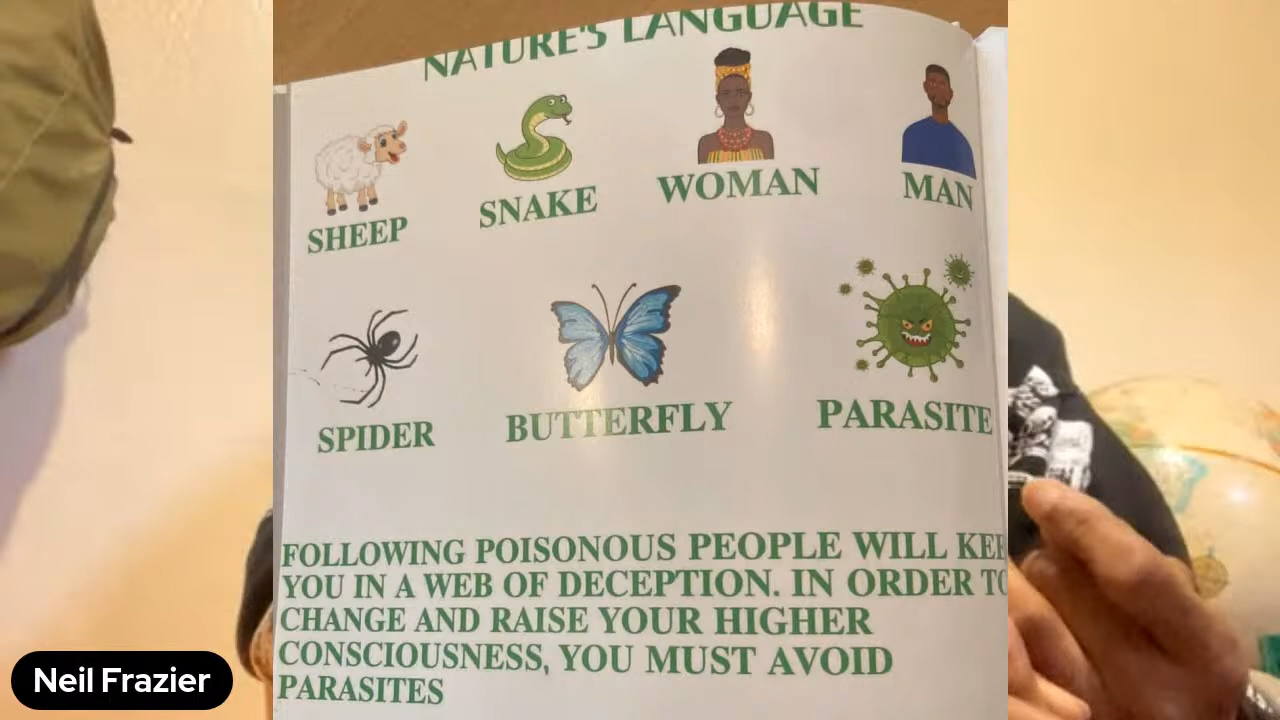 NATURE'S LANGUAGE
SHEEP SNAKE WOMAN MAN
SPIDER BUTTERFLY PARASITE
FOLLOWING POISONOUS PEOPLE WILL
YOU IN A WEB OF DECEPTION. IN ORDER TO
CHANGE AND RAISE YOUR HIGHER
CONSCIOUSNESS, YOU MUST AVOID
PARASITES
Neil Frazier